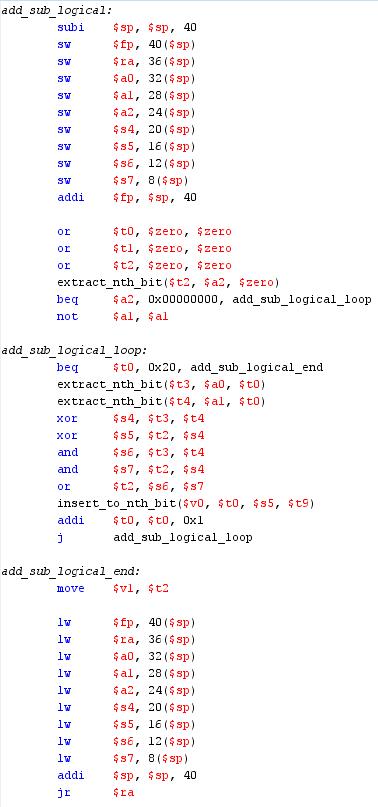 add_sub_logical:
subi $sp, $sp, 40
sw $fp, 40($sp)
sw $ra, 36($sp)
sw $a0, 32($sp)
sw $a1, 28($sp)
sw $a2, 24($sp)
sw $s4, 20($sp)
sw $s5, 16($sp)
sw $s6, 12($sp)
sw $s7, 8($sp)
addi $fp, $sp, 40
or $t0, $zero, $zero
or $t1, $zero, $zero
or $t2, $zero, $zero
extract_nth_bit($t2, $a2, $zero)
beq $a2, 0x00000000, add_sub_logical_loop
not $a1, $a1
add_sub_logical_loop:
beq $t0, 0x20, add_sub_logical_end
extract_nth_bit($t3, $a0, $t0)
extract_nth_bit($t4, $a1, $t0)
xor $s4, $t3, $t4
xor $s5, $t2, $s4
and $s6, $t3, $t4
and $s7, $t2, $s4
or $t2, $s6, $s7
insert_to_nth_bit($v0, $t0, $s5, $t9)
addi $t0, $t0, 0x1
j add_sub_logical_loop
add_sub_logical_end:
move $v1, $t2
lw $fp, 40($sp)
lw $ra, 36($sp)
lw $a0, 32($sp)
lw $a1, 28($sp)
lw $a2, 24($sp)
lw $s4, 20($sp)
lw $s5, 16($sp)
lw $s6, 12($sp)
lw $s7, 8($sp)
addi $sp, $sp, 40
jr $ra